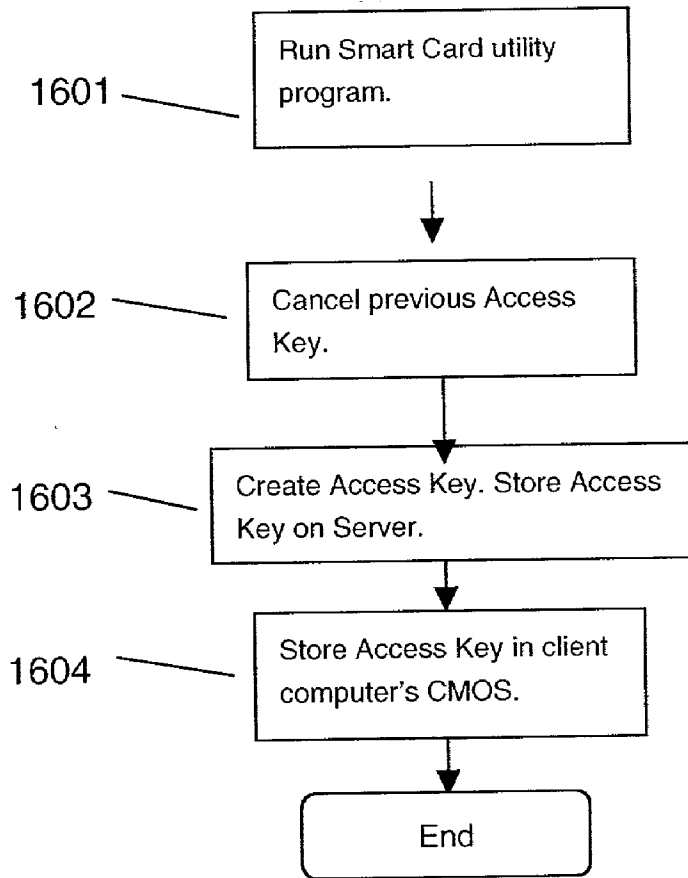 Run Smart Card utility
program.
1601
Cancel previous Access
Key.
1602
Create Access Key. Store Access
Key on Server.
1603
Store Access Key in client
computer's CMOS.
1604
End